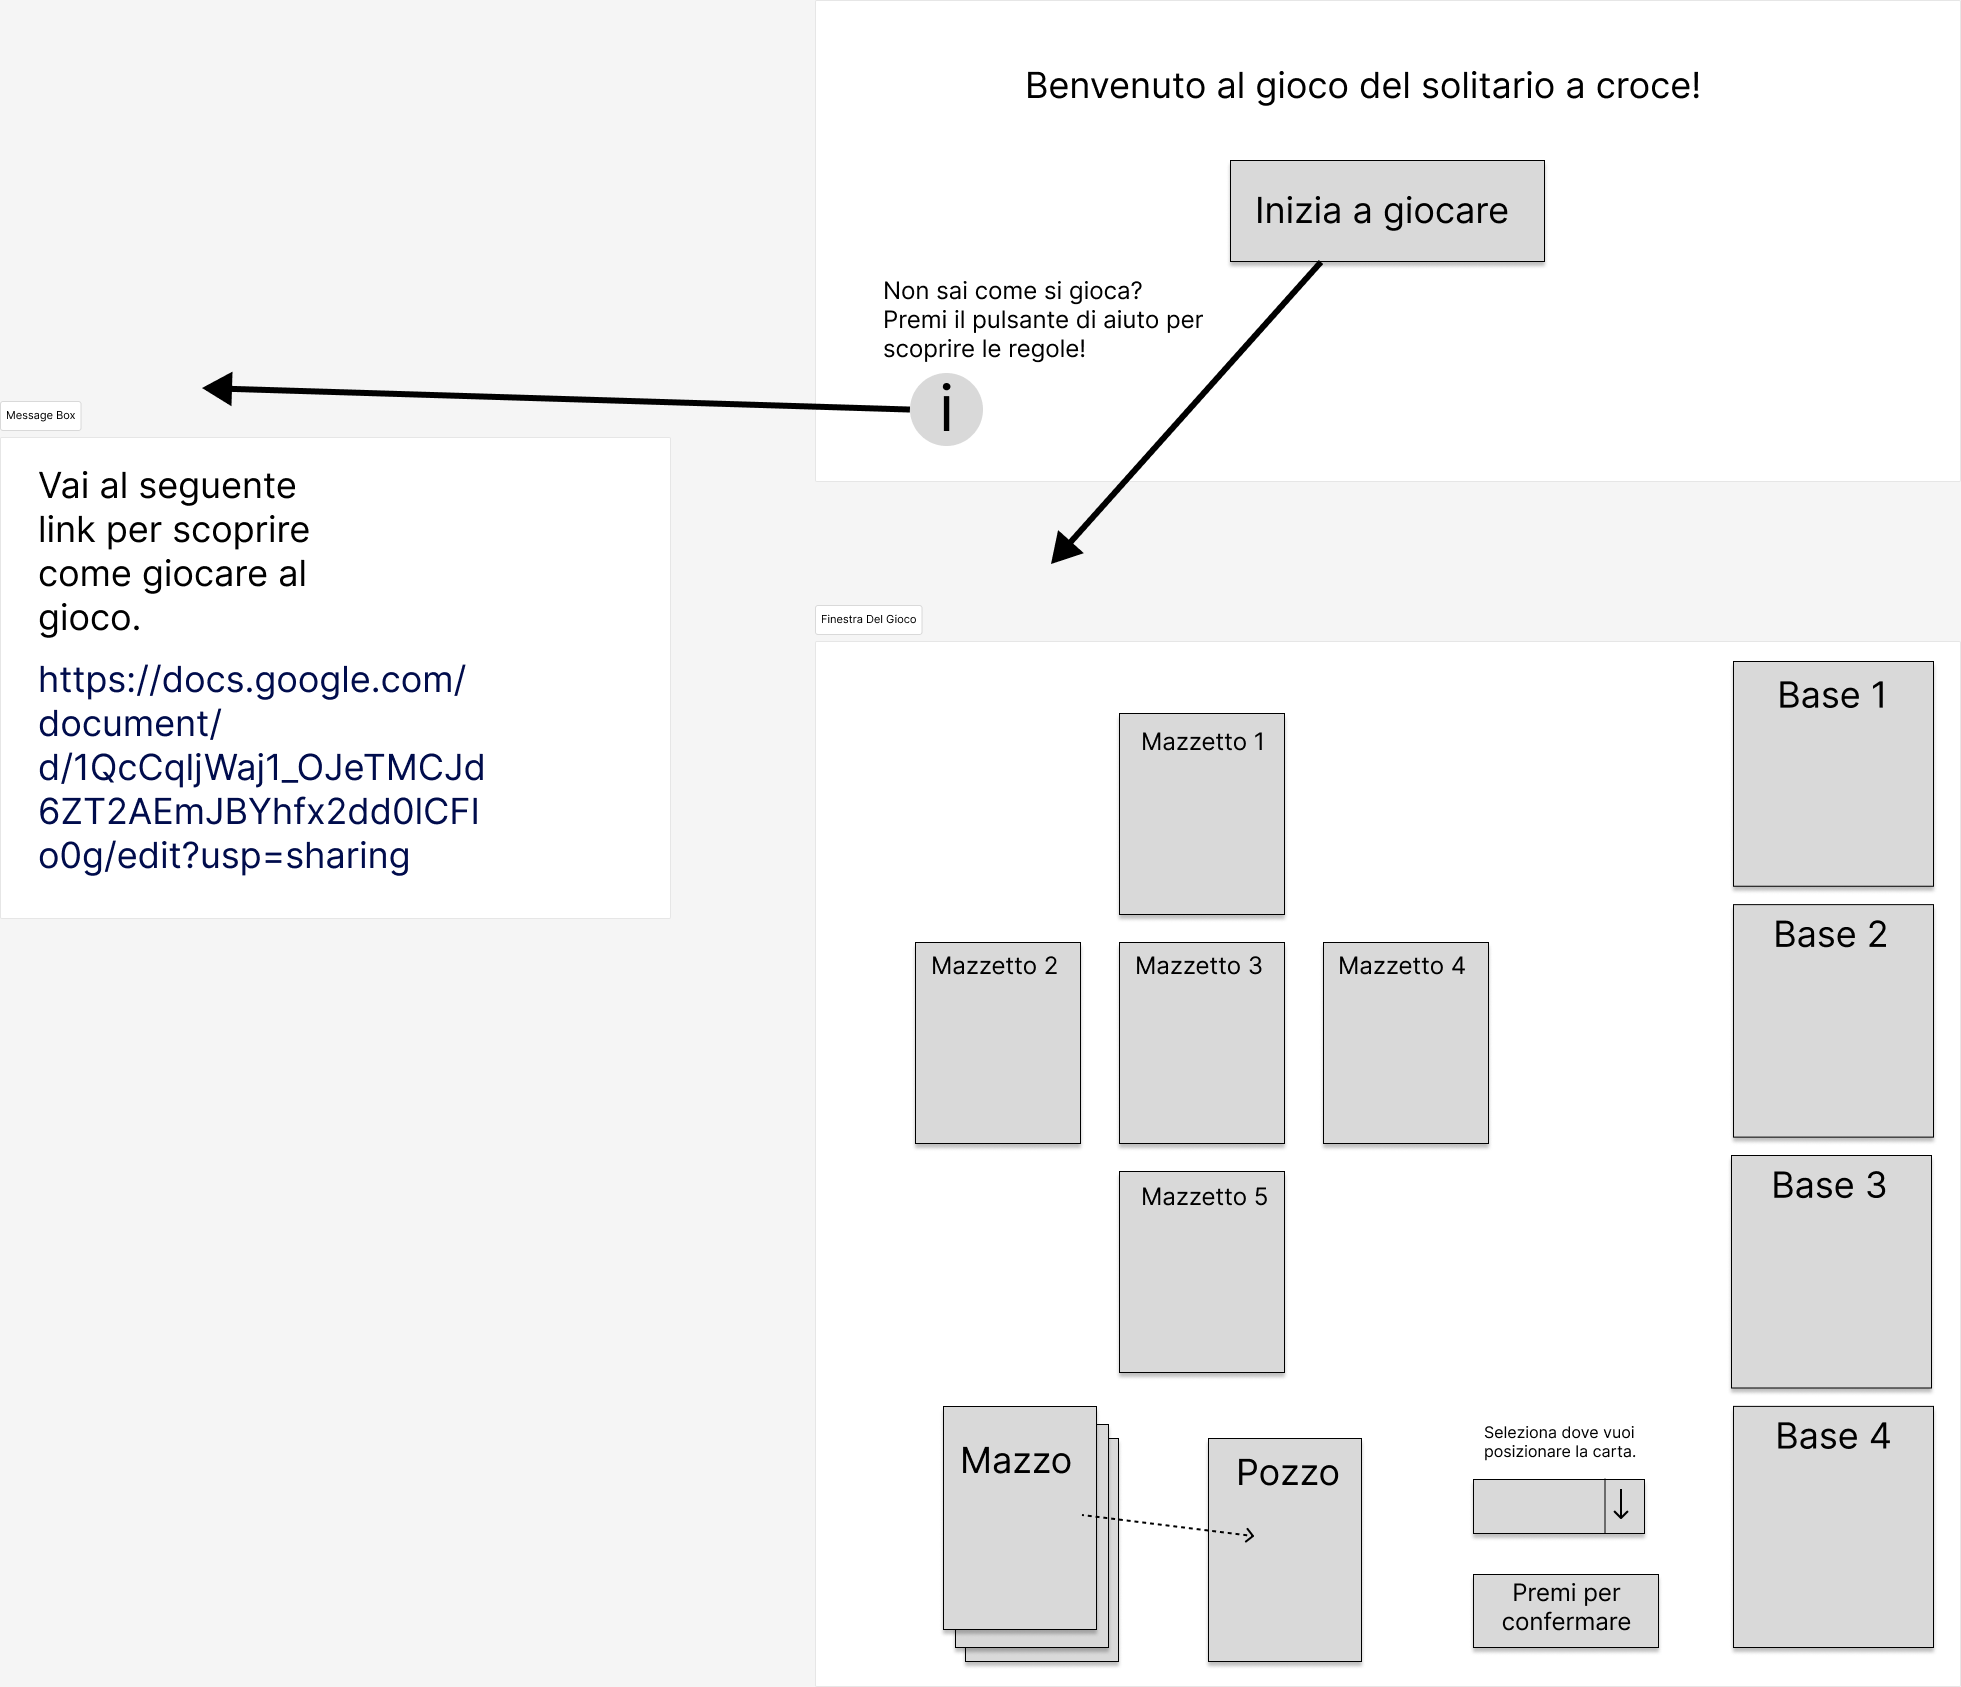 Benvenuto al gioco del solitario a croce!
Inizia a giocare
Non sai come si gioca?
Premi il pulsante di aiuto per
scoprire le regole!
i
Message Box
Vai al seguente
link per scoprire
come giocare al
gioco.
https://docs.google.com/
document/
d/1QcCqljWaj1_OJeTMCJd
6ZT2AEmJBYhfx2dd0lCFI
o0g/edit?usp=sharing
Finestra Del Gioco
Base 1
Mazzetto 1
Base 2
Mazzetto 2
Mazzetto 3
Mazzetto 4
Base 3
Mazzetto 5
Base 4
Seleziona dove vuoi
posizionare la carta.
Mazzo
Pozzo
Premi per
confermare